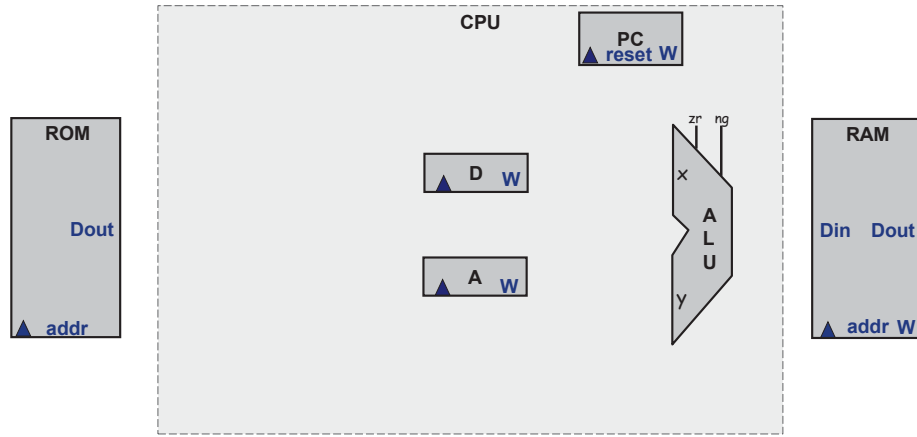 CPU
PC
reset W
ROM
Dout
addr
D
W
A
W
zr ng
x
A
L
U
y
RAM
Din Dout
addr W